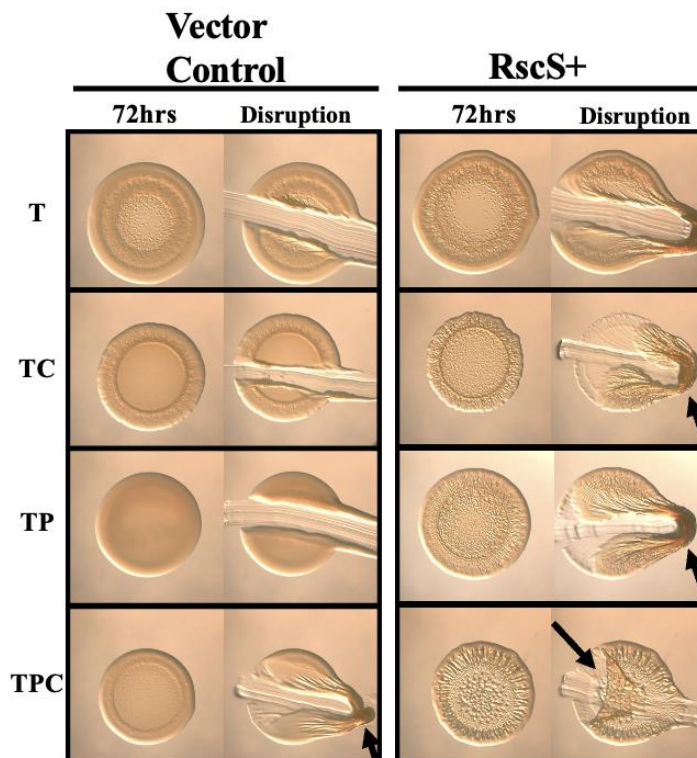 Vector
Control
RscS+
72hrs
Disruption
72hrs
Disruption
T
TC
TP
TPC